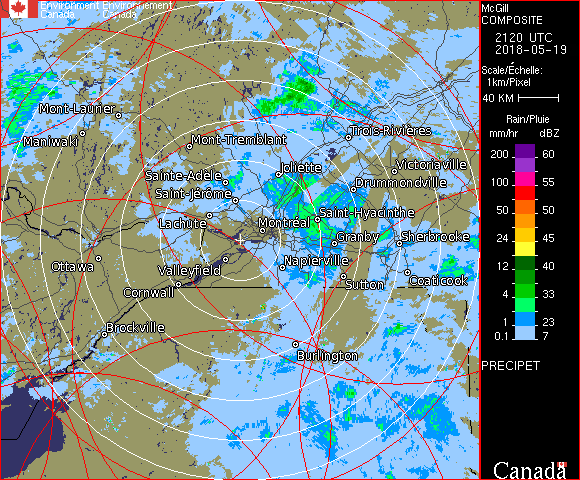 Environment Environnement
Canada Canada
McGill
COMPOSITE
2120 UTC
2018-05-19
Scale/Échelle:
1km/Pixel
40 KM
Rain/Pluie
mm/hr dBZ
200 60
100 55
50 50
24 45
12 40
4 33
1 23
0.1 7
PRECIPET
Canada
Mont-Laurier
Maniwaki
Mont-Tremblant
Trois-Rivières
Joliette
Victoriaville
Sainte-Adèle
Drummondville
Saint-Jérôme
Saint-Hyacinthe
Lachute
Montréal
Granby
Sherbrooke
Ottawa
Valleyfield
Napierville
Sutton
Coaticook
Cornwall
Brockville
Burlington